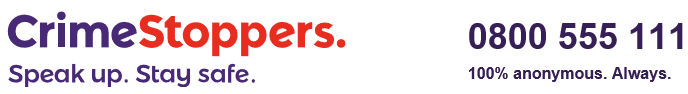 CrimeStoppers.
Speak up. Stay safe.
0800 555 111
100% anonymous. Always.